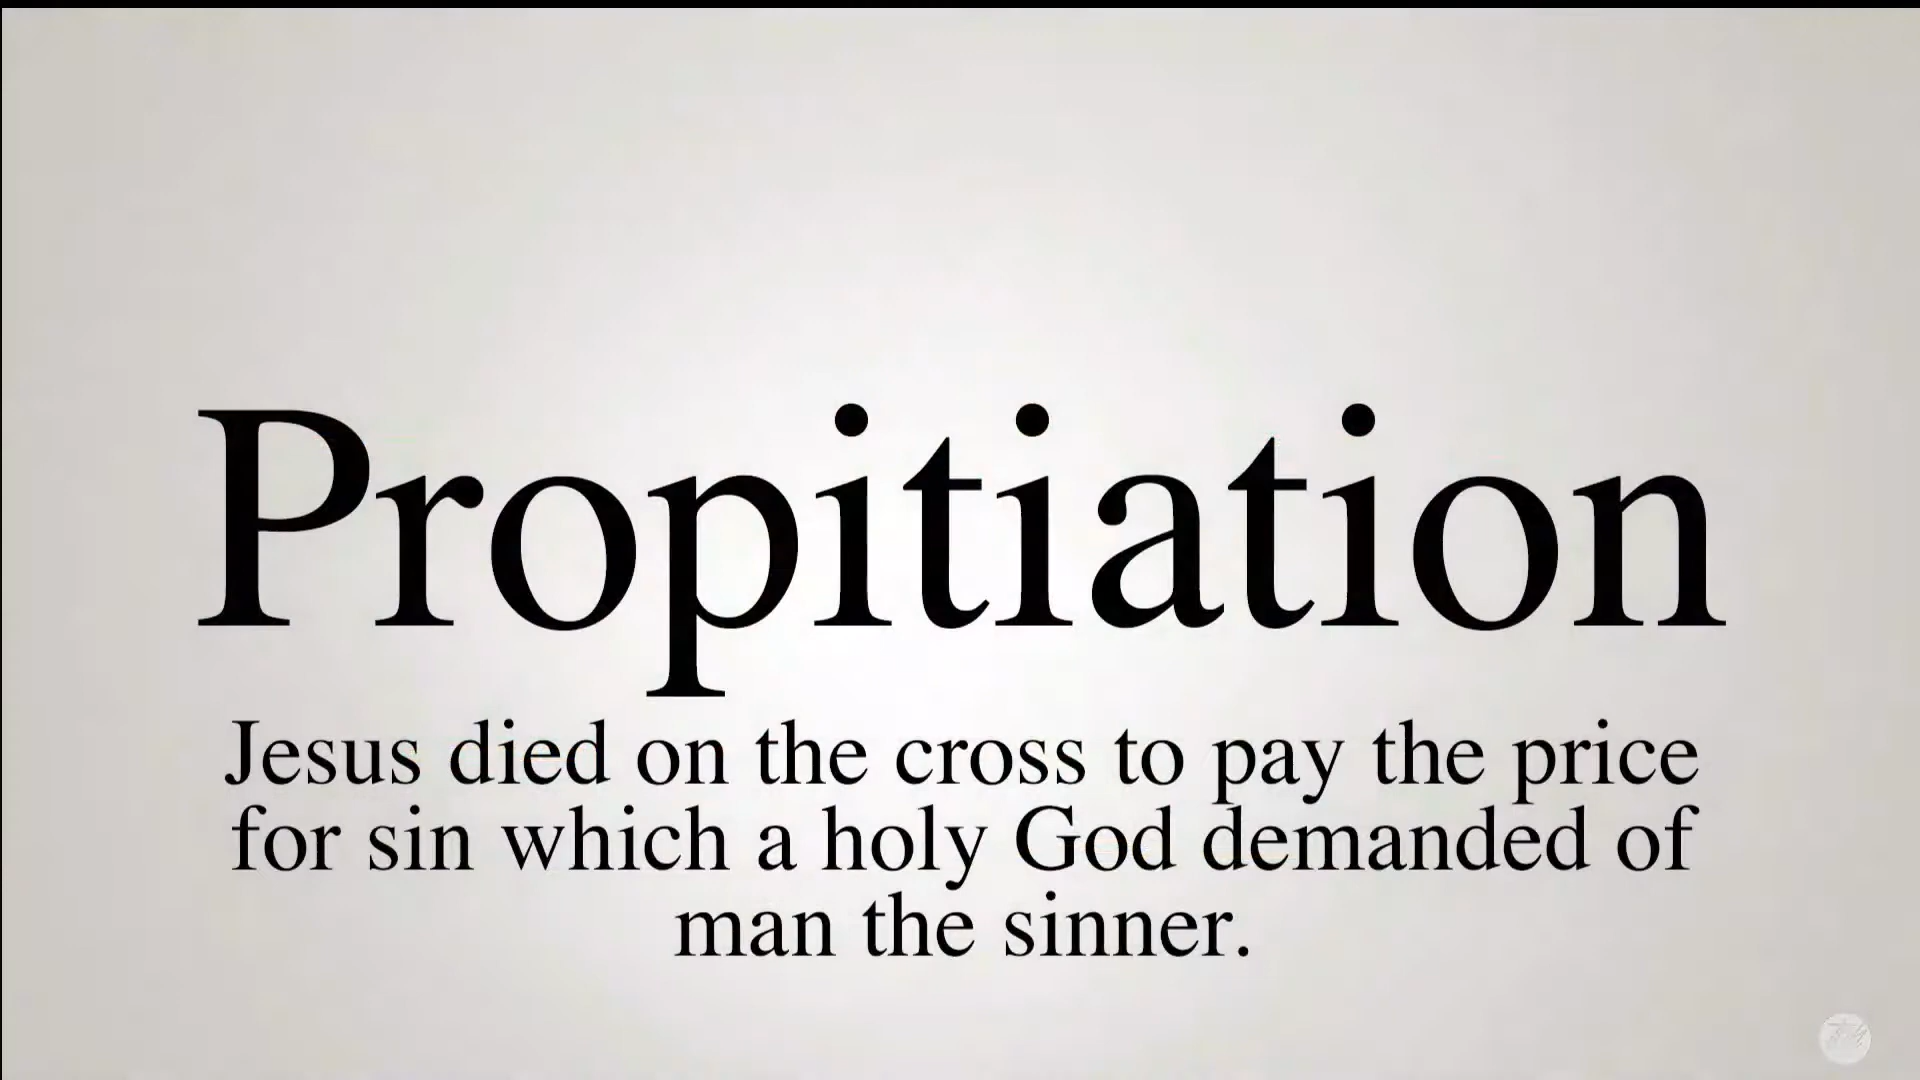 Propitiation
Jesus died on the cross to pay the price
for sin which a holy God demanded of
man the sinner.